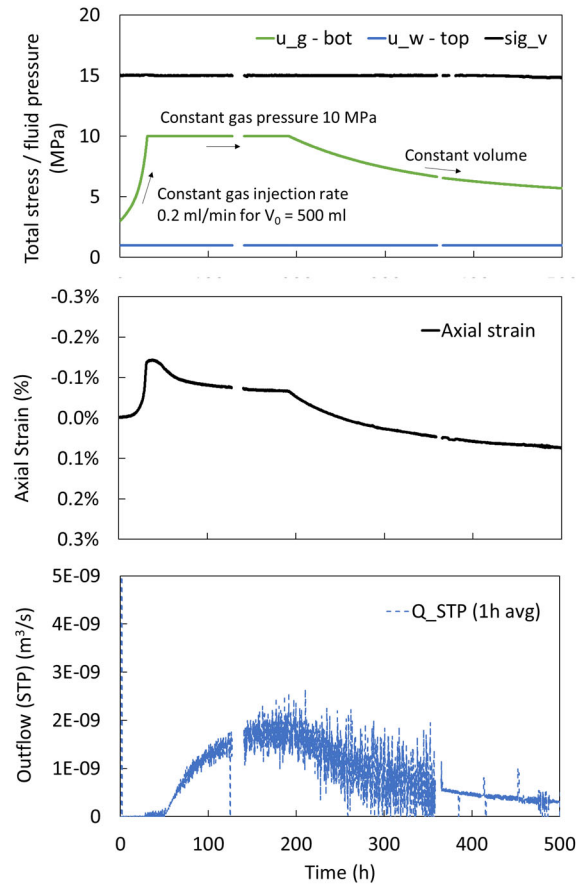 u_g - bot u_w - top sig_v
20
15
10
5
0
Total stress / fluid pressure
(MPa)
Constant gas pressure 10 MPa
Constant volume
Constant gas injection rate
0.2 ml/min for V0 = 500 ml
-0.3%
-0.2%
-0.1%
0.0%
0.1%
0.2%
0.3%
Axial Strain (%)
Axial strain
5E-09
4E-09
3E-09
2E-09
1E-09
0
Outflow (STP) (m³/s)
Q_STP (1h avg)
0 100 200 300 400 500
Time (h)